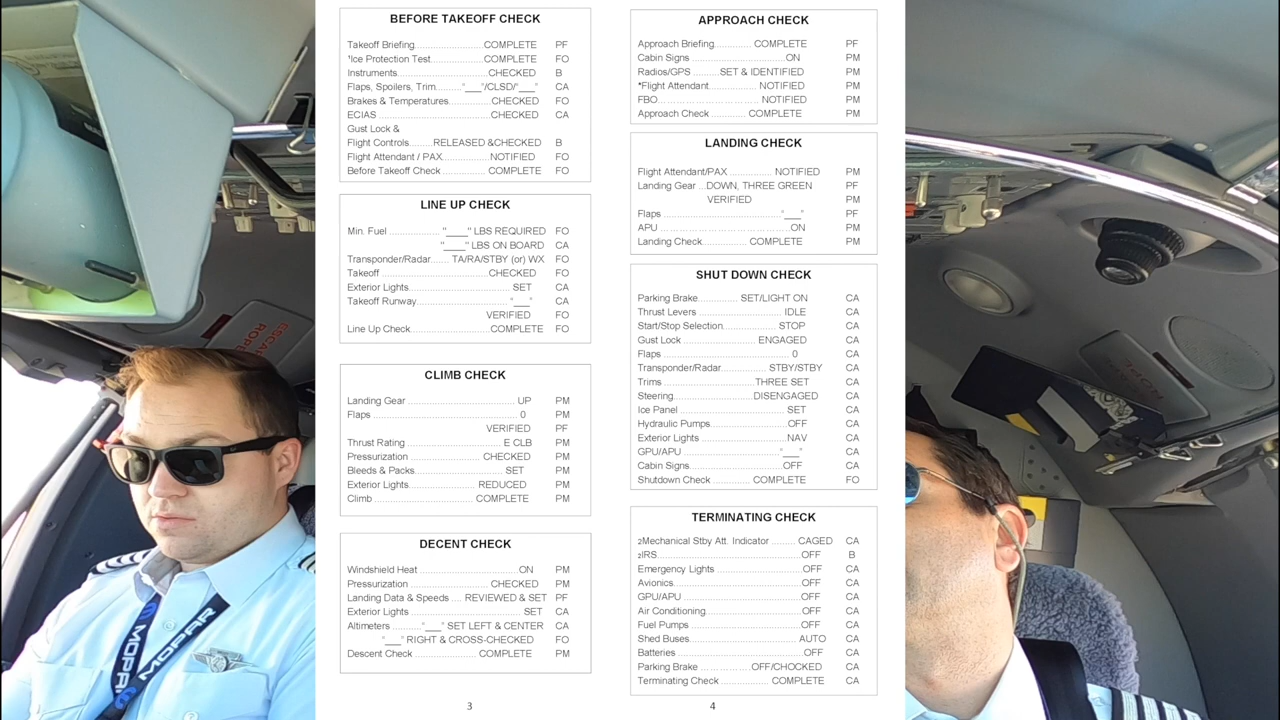 BEFORE TAKEOFF CHECK
Takeoff Briefing..........................COMPLETE PF
¹Ice Protection Test..................COMPLETE FO
Instruments...............................CHECKED B
Flaps, Spoilers, Trim.........."___"/CLSD/"___" CA
Brakes & Temperatures..............CHECKED FO
ECIAS ........................................CHECKED CA
Gust Lock &
Flight Controls........RELEASED &CHECKED B
Flight Attendant / PAX.................NOTIFIED FO
Before Takeoff Check ............... COMPLETE FO
LINE UP CHECK
Min. Fuel ................... "____" LBS REQUIRED FO
"____" LBS ON BOARD CA
Transponder/Radar....... TA/RA/STBY (or) WX FO
Takeoff ......................................CHECKED FO
Exterior Lights................................... SET CA
Takeoff Runway................................ "___" CA
VERIFIED FO
Line Up Check...........................COMPLETE FO
CLIMB CHECK
Landing Gear ...................................... UP PM
Flaps ................................................... 0 PM
VERIFIED PF
Thrust Rating ................................ E CLB PM
Pressurization ........................ CHECKED PM
Bleeds & Packs.............................. SET PM
Exterior Lights........................ REDUCED PM
Climb ................................. COMPLETE PM
DECENT CHECK
Windshield Heat ................................ON PM
Pressurization .......................... CHECKED PM
Landing Data & Speeds .... REVIEWED & SET PF
Exterior Lights .................................... SET CA
Altimeters .........."___" SET LEFT & CENTER CA
"___" RIGHT & CROSS-CHECKED FO
Descent Check ...................... COMPLETE PM
3
APPROACH CHECK
Approach Briefing............. COMPLETE PF
Cabin Signs ...................................ON PM
Radios/GPS .........SET & IDENTIFIED PM
*Flight Attendant................ NOTIFIED PM
FBO............................... NOTIFIED PM
Approach Check ............ COMPLETE PM
LANDING CHECK
Flight Attendant/PAX ............. NOTIFIED PM
Landing Gear ...DOWN, THREE GREEN PF
VERIFIED PM
Flaps ......................................."___" PF
APU ...........................................ON PM
Landing Check.............. COMPLETE PM
SHUT DOWN CHECK
Parking Brake.............. SET/LIGHT ON CA
Thrust Levers .............................. IDLE CA
Start/Stop Selection................... STOP CA
Gust Lock ........................... ENGAGED CA
Flaps .......................................... 0 CA
Transponder/Radar................ STBY/STBY CA
Trims ................................THREE SET CA
Steering.........................DISENGAGED CA
Ice Panel ................................... SET CA
Hydraulic Pumps.........................OFF CA
Exterior Lights .............................NAV CA
GPU/APU .................................."___" CA
Cabin Signs.................................OFF CA
Shutdown Check ............. COMPLETE FO
TERMINATING CHECK
₂Mechanical Stby Att. Indicator ......... CAGED CA
₂IRS................................................OFF B
Emergency Lights ..............................OFF CA
Avionics...........................................OFF CA
GPU/APU ........................................OFF CA
Air Conditioning................................OFF CA
Fuel Pumps .....................................OFF CA
Shed Buses................................... AUTO CA
Batteries .........................................OFF CA
Parking Brake ................OFF/CHOCKED CA
Terminating Check ................. COMPLETE CA
4
ESCAPE
ROPE
MOPAR
MOPAR
ROPE